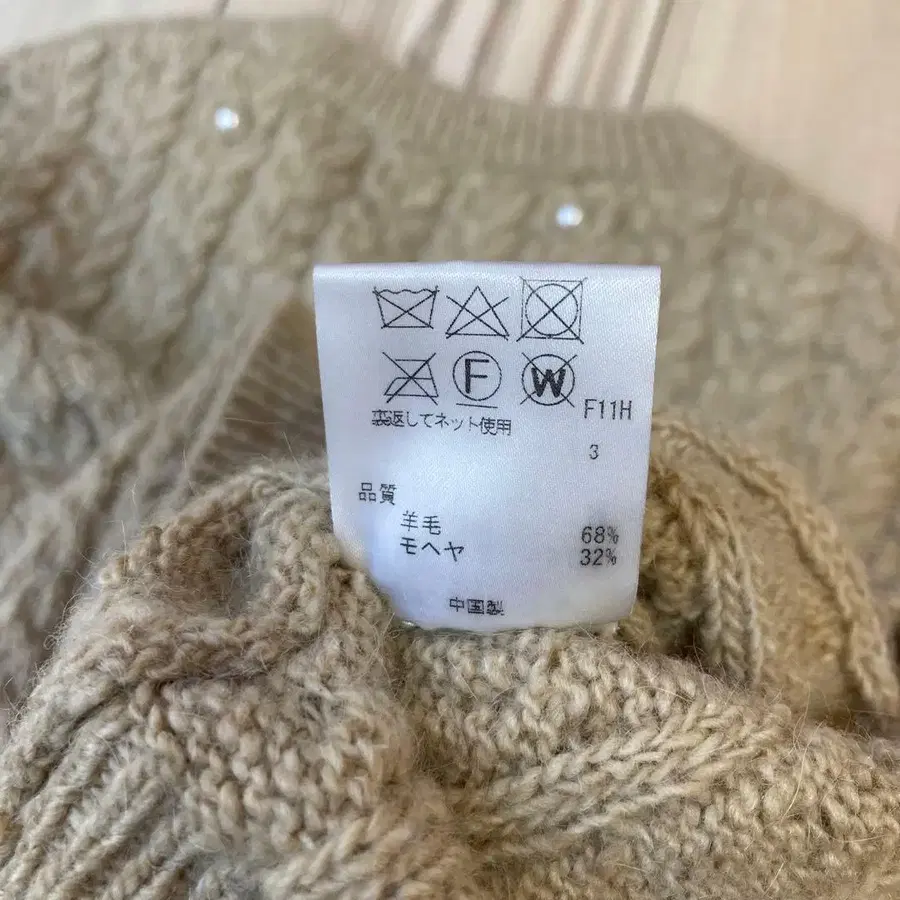 F
W
F11H
裏返してネット使用
3
品質
羊毛 68%
モヘヤ 32%
中国製